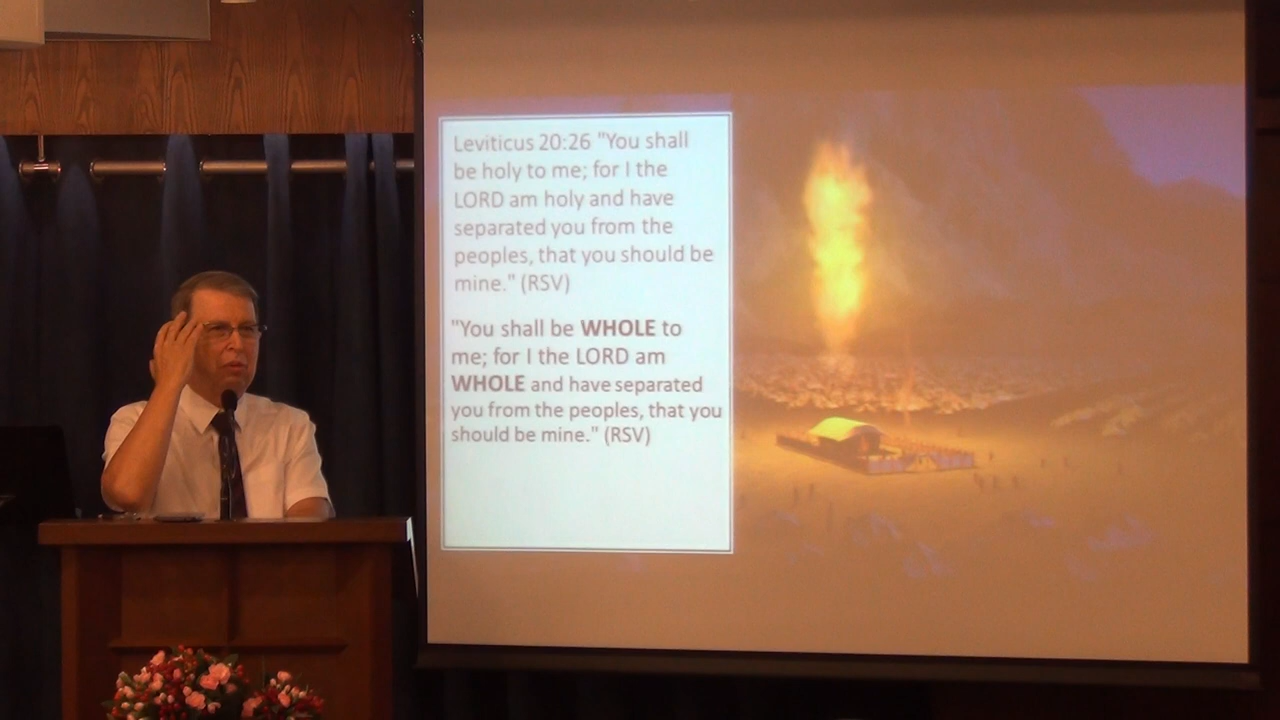 Leviticus 20:26 "You shall
be holy to me; for I the
LORD am holy and have
separated you from the
peoples, that you should be
mine." (RSV)
"You shall be WHOLE to
me; for I the LORD am
WHOLE and have separated
you from the peoples, that you
should be mine." (RSV)